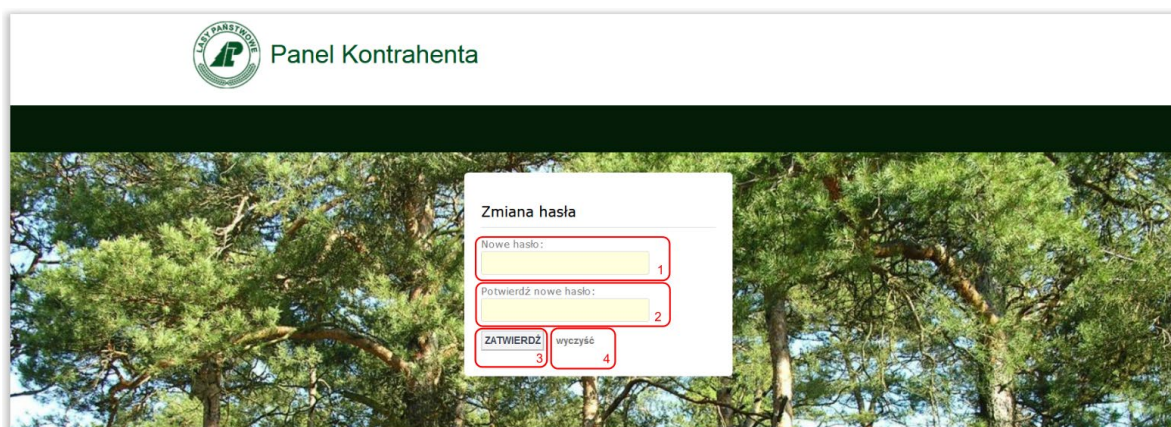 LASY PAŃSTWOWE
Panel Kontrahenta
Zmiana hasła
Nowe hasło:
1
Potwierdź nowe hasło:
2
ZATWIERDŹ wyczyść
3 4